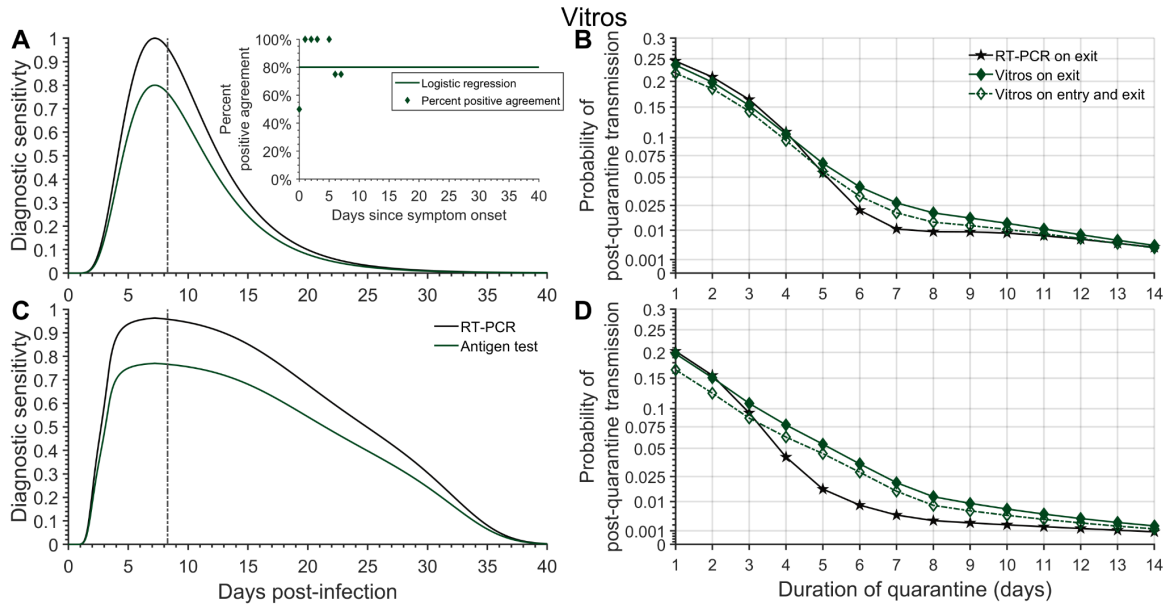 Vitros
A
Diagnostic sensitivty
1
0.9
0.8
0.7
0.6
0.5
0.4
0.3
0.2
0.1
0
0 5 10 15 20 25 30 35 40
Percent
positive agreement
100%
80%
60%
40%
20%
0%
Logistic regression
Percent positive agreement
0 5 10 15 20 25 30 35 40
Days since symptom onset
B
Probability of
post-quarantine transmission
0.3
0.25
0.2
0.15
0.1
0.075
0.05
0.025
0.01
0.001
0
RT-PCR on exit
Vitros on exit
Vitros on entry and exit
1 2 3 4 5 6 7 8 9 10 11 12 13 14
C
Diagnostic sensitivty
1
0.9
0.8
0.7
0.6
0.5
0.4
0.3
0.2
0.1
0
RT-PCR
Antigen test
0 5 10 15 20 25 30 35 40
Days post-infection
D
Probability of
post-quarantine transmission
0.3
0.25
0.2
0.15
0.1
0.075
0.05
0.025
0.01
0.001
0
1 2 3 4 5 6 7 8 9 10 11 12 13 14
Duration of quarantine (days)